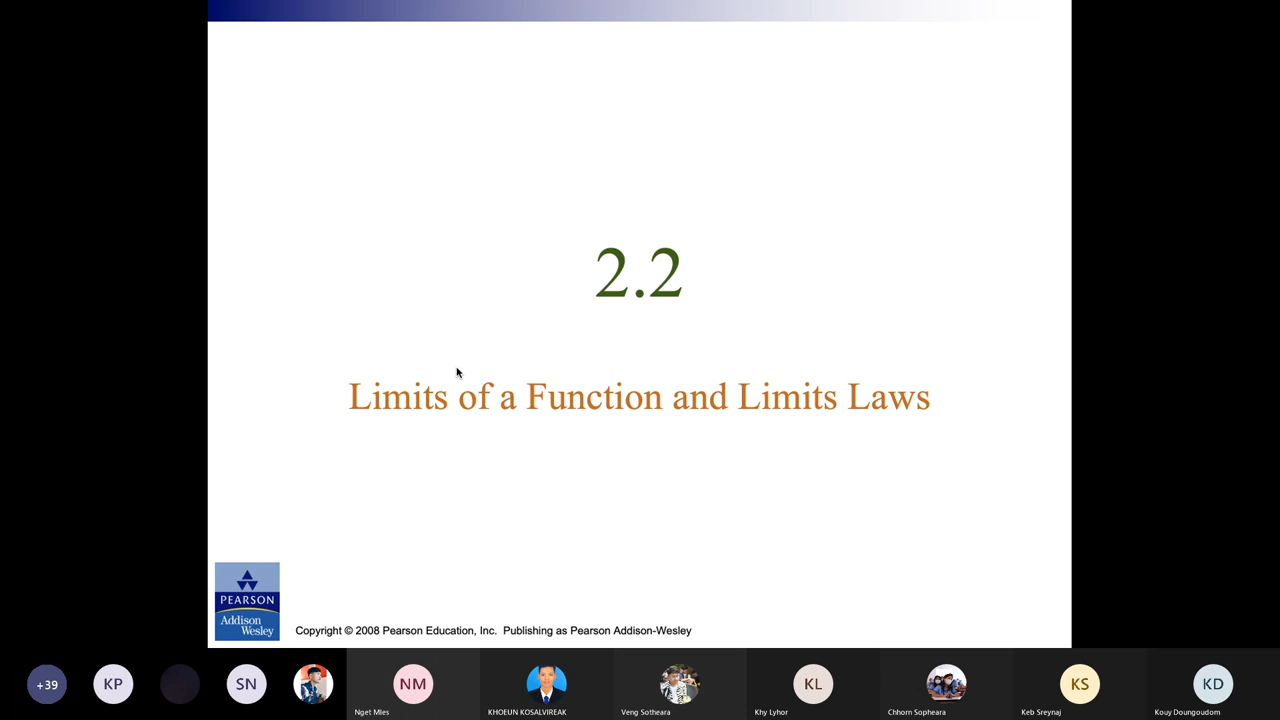 2.2
Limits of a Function and Limits Laws
PEARSON
Addison
Wesley
Copyright © 2008 Pearson Education, Inc. Publishing as Pearson Addison-Wesley
+39
KP
SN
NM
KL
KS
KD
Nget Mles
KHOEUN KOSALVIREAK
Veng Sotheara
Khy Lyhor
Chhorn Sopheara
Keb Sreynaj
Kouy Doungoudom